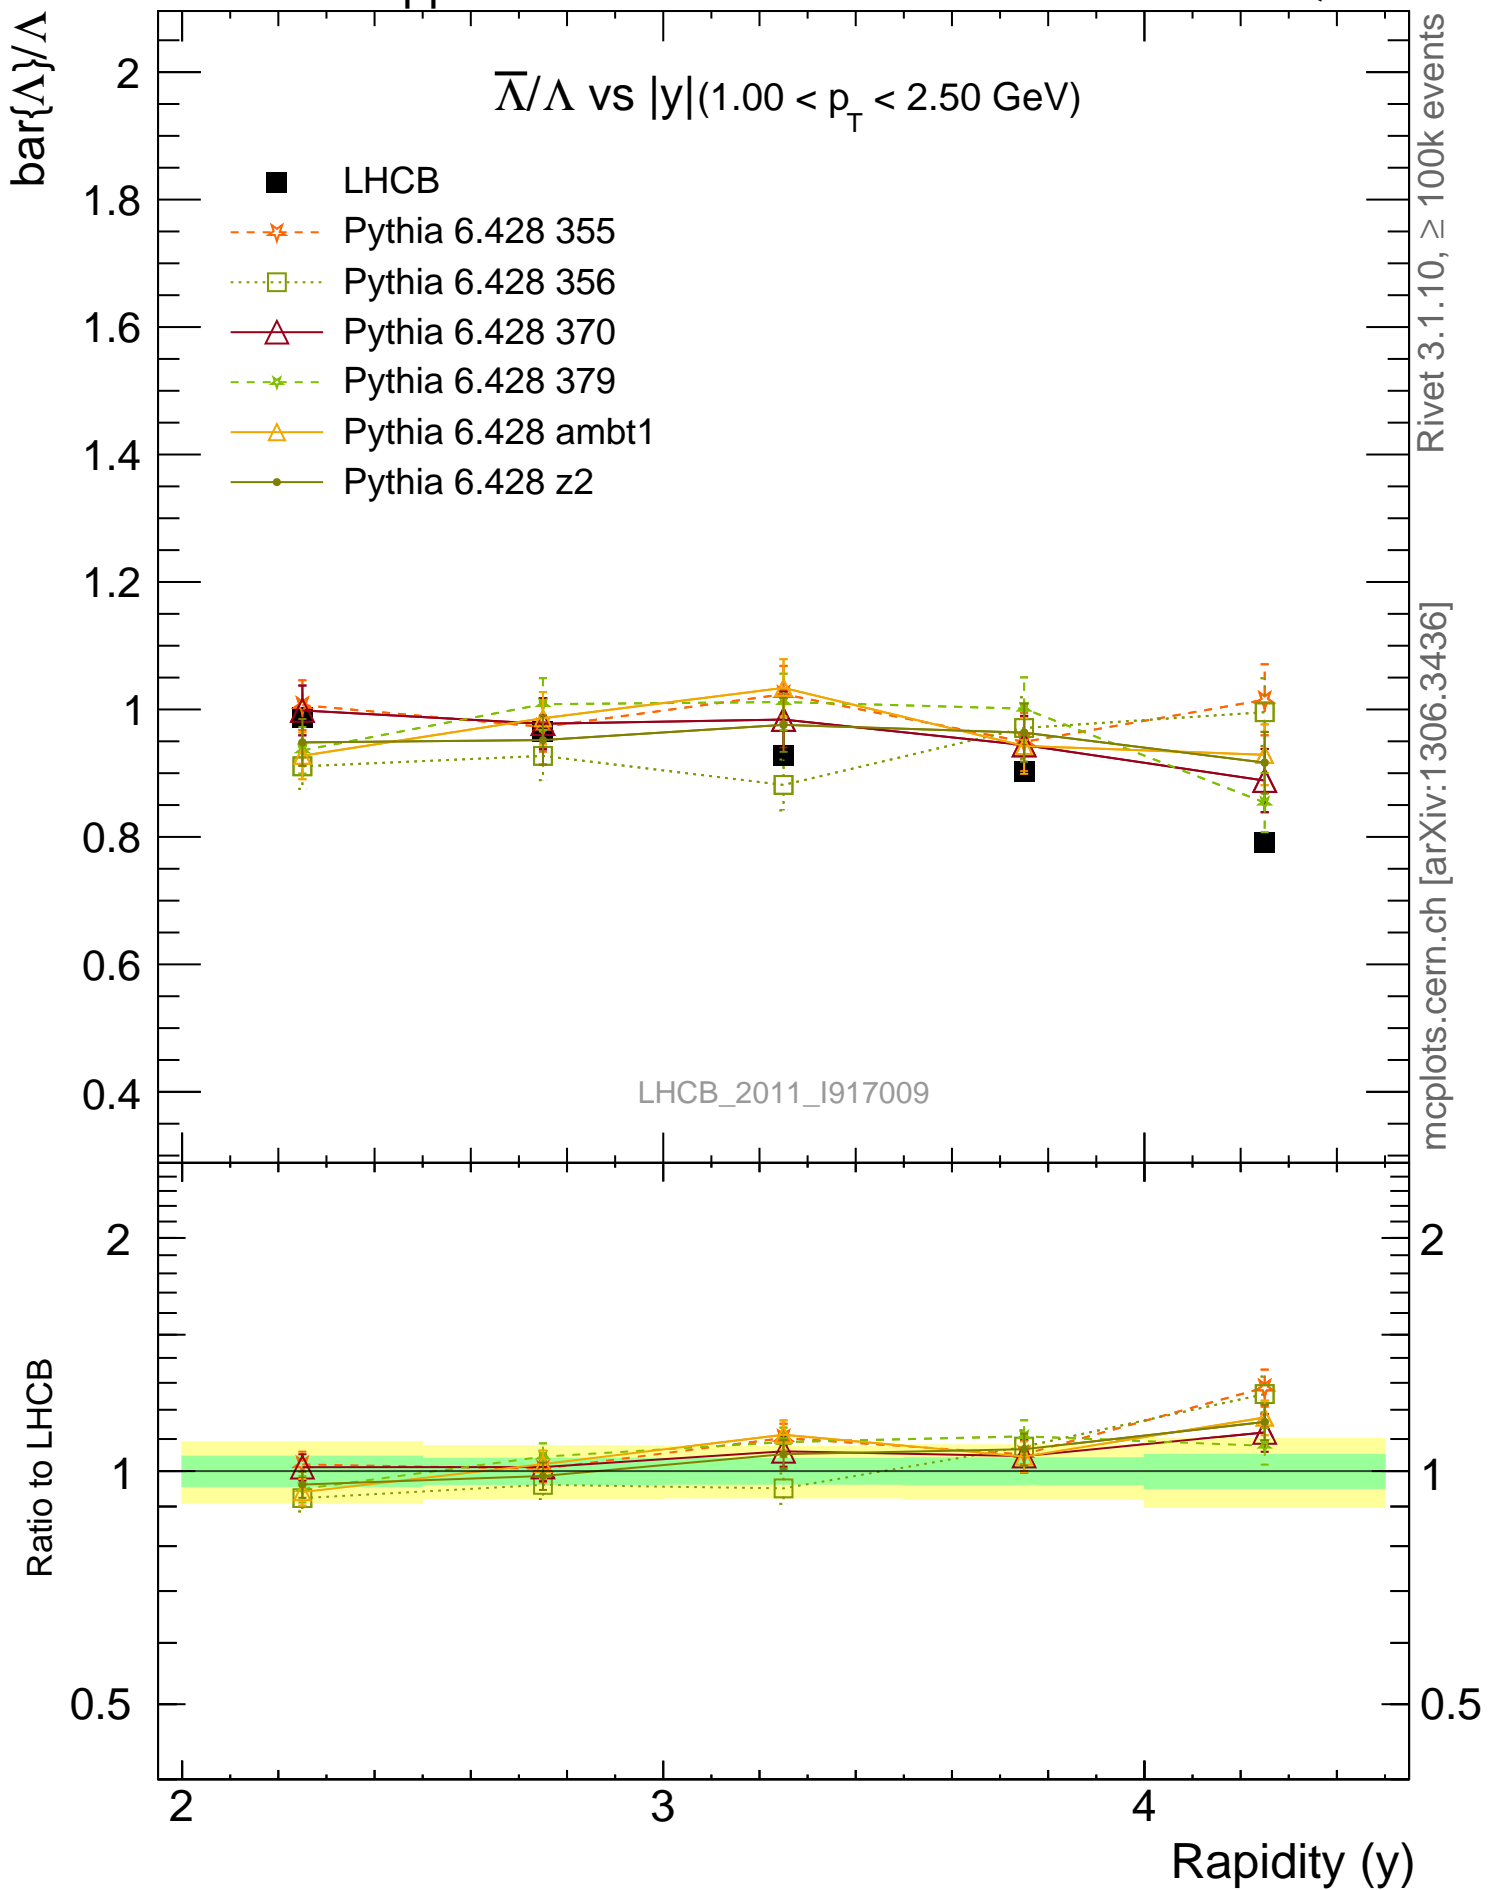 bar{Λ}/Λ
Λ̅/Λ vs |y|(1.00 < p_T < 2.50 GeV)
LHCB
Pythia 6.428 355
Pythia 6.428 356
Pythia 6.428 370
Pythia 6.428 379
Pythia 6.428 ambt1
Pythia 6.428 z2
2
1.8
1.6
1.4
1.2
1
0.8
0.6
0.4
LHCB_2011_I917009
Rivet 3.1.10, ≥ 100k events
mcplots.cern.ch [arXiv:1306.3436]
Ratio to LHCB
2
1
0.5
2
1
0.5
2
3
4
Rapidity (y)